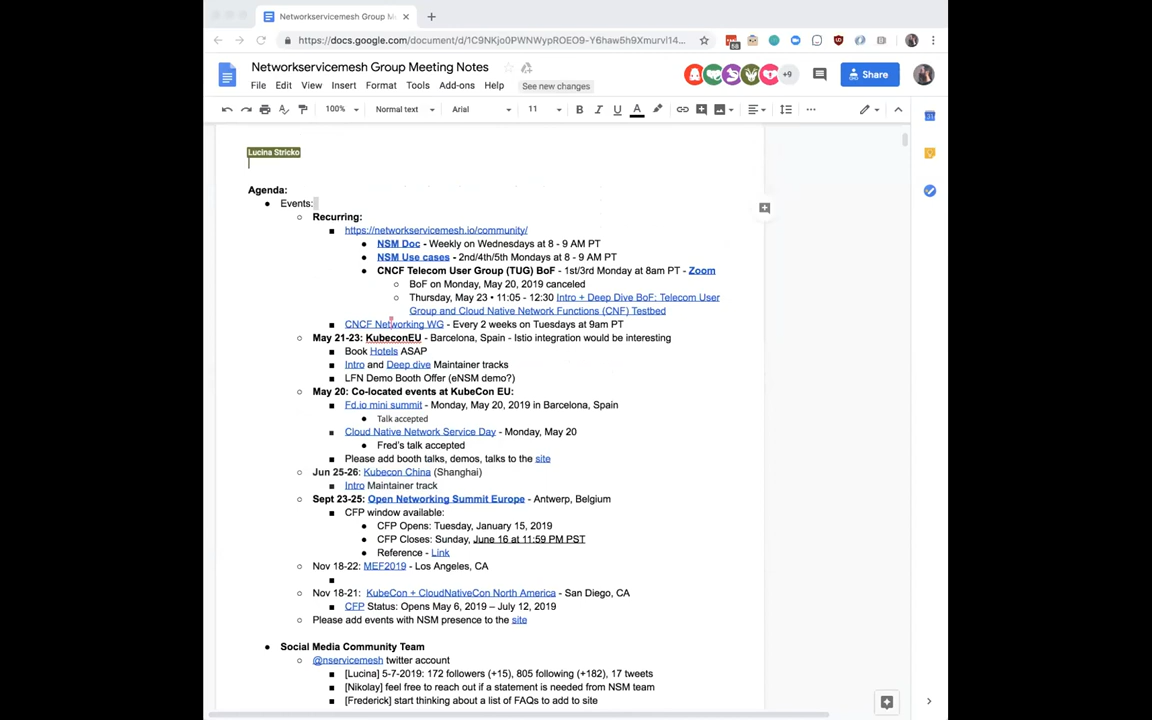 Networkservicemesh Group M
https://docs.google.com/document/d/1C9NKjo0PWNWypROEO9-Y6haw5h9Xmurvl14...
58
Networkservicemesh Group Meeting Notes
+9
Share
File Edit View Insert Format Tools Add-ons Help See new changes
100% Normal text Arial 11 B I U A
31
Lucina Stricko
Agenda:
Events:
Recurring:
https://networkservicemesh.io/community/
NSM Doc - Weekly on Wednesdays at 8 - 9 AM PT
NSM Use cases - 2nd/4th/5th Mondays at 8 - 9 AM PT
CNCF Telecom User Group (TUG) BoF - 1st/3rd Monday at 8am PT - Zoom
BoF on Monday, May 20, 2019 canceled
Thursday, May 23 • 11:05 - 12:30 Intro + Deep Dive BoF: Telecom User
Group and Cloud Native Network Functions (CNF) Testbed
CNCF Networking WG - Every 2 weeks on Tuesdays at 9am PT
May 21-23: KubeconEU - Barcelona, Spain - Istio integration would be interesting
Book Hotels ASAP
Intro and Deep dive Maintainer tracks
LFN Demo Booth Offer (eNSM demo?)
May 20: Co-located events at KubeCon EU:
Fd.io mini summit - Monday, May 20, 2019 in Barcelona, Spain
Talk accepted
Cloud Native Network Service Day - Monday, May 20
Fred's talk accepted
Please add booth talks, demos, talks to the site
Jun 25-26: Kubecon China (Shanghai)
Intro Maintainer track
Sept 23-25: Open Networking Summit Europe - Antwerp, Belgium
CFP window available:
CFP Opens: Tuesday, January 15, 2019
CFP Closes: Sunday, June 16 at 11:59 PM PST
Reference - Link
Nov 18-22: MEF2019 - Los Angeles, CA
Nov 18-21: KubeCon + CloudNativeCon North America - San Diego, CA
CFP Status: Opens May 6, 2019 – July 12, 2019
Please add events with NSM presence to the site
Social Media Community Team
@nservicemesh twitter account
[Lucina] 5-7-2019: 172 followers (+15), 805 following (+182), 17 tweets
[Nikolay] feel free to reach out if a statement is needed from NSM team
[Frederick] start thinking about a list of FAQs to add to site